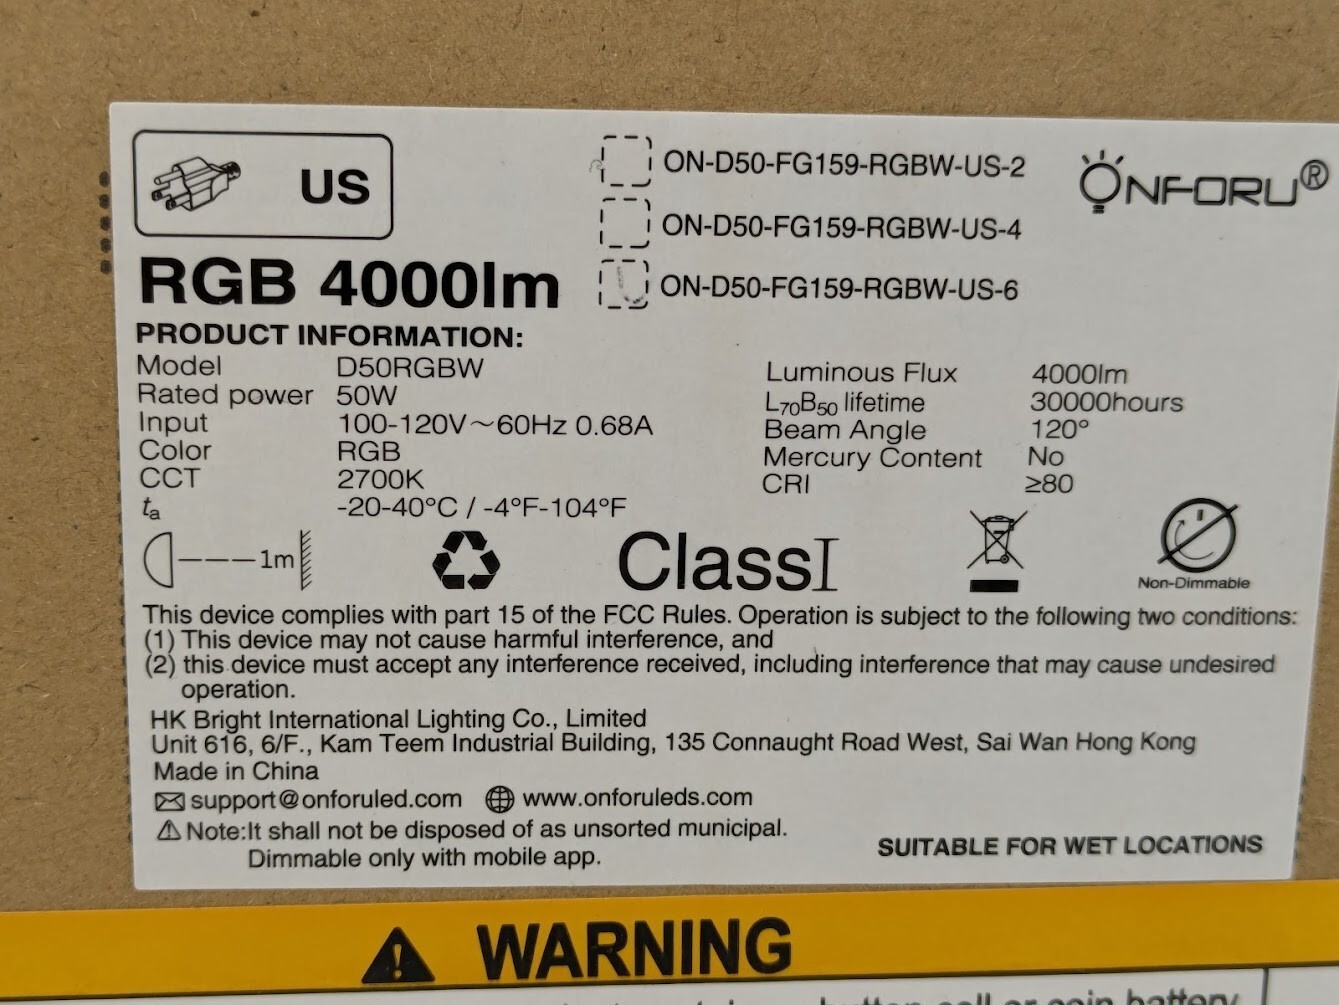 US
ON-D50-FG159-RGBW-US-2
ON-D50-FG159-RGBW-US-4
ON-D50-FG159-RGBW-US-6
ONFORU®
RGB 4000lm
PRODUCT INFORMATION:
Model D50RGBW
Rated power 50W
Input 100-120V～60Hz 0.68A
Color RGB
CCT 2700K
ta -20-40°C / -4°F-104°F
Luminous Flux 4000lm
L70B50 lifetime 30000hours
Beam Angle 120°
Mercury Content No
CRI ≥80
1m
ClassI
Non-Dimmable
This device complies with part 15 of the FCC Rules. Operation is subject to the following two conditions:
(1) This device may not cause harmful interference, and
(2) this device must accept any interference received, including interference that may cause undesired
operation.
HK Bright International Lighting Co., Limited
Unit 616, 6/F., Kam Teem Industrial Building, 135 Connaught Road West, Sai Wan Hong Kong
Made in China
support@onforuled.com www.onforuleds.com
Note:It shall not be disposed of as unsorted municipal.
Dimmable only with mobile app.
SUITABLE FOR WET LOCATIONS
WARNING
button cell or coin battery